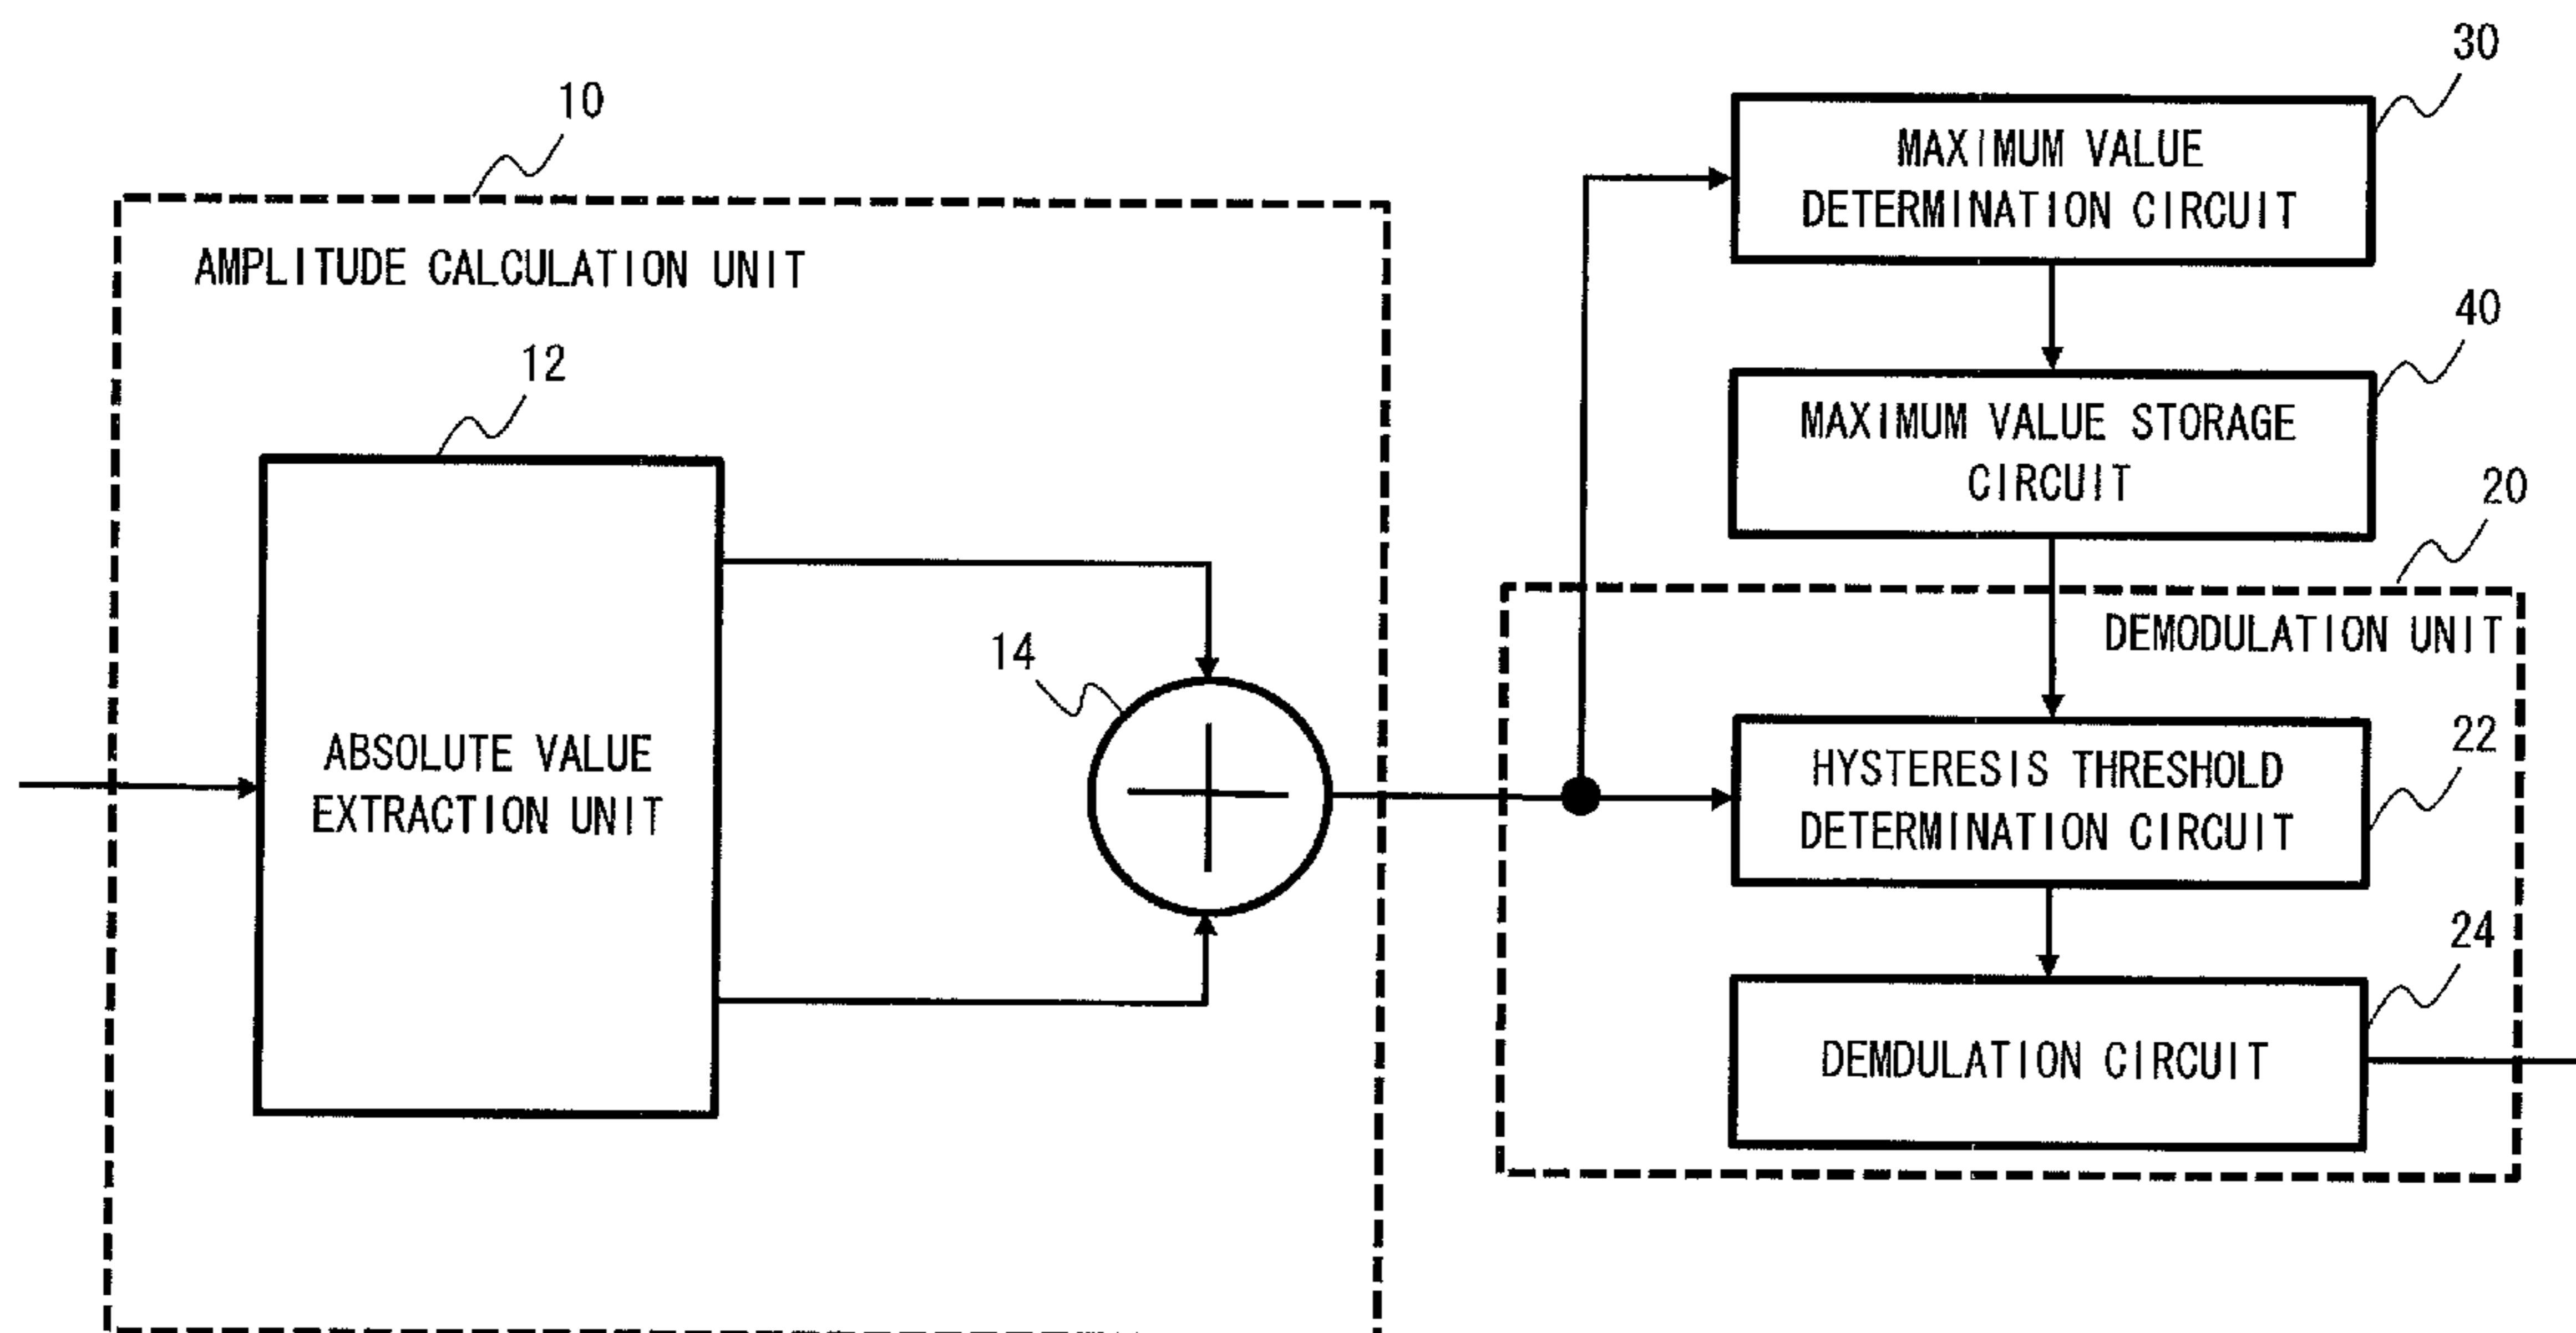 10
AMPLITUDE CALCULATION UNIT
12
ABSOLUTE VALUE
EXTRACTION UNIT
14
30
MAXIMUM VALUE
DETERMINATION CIRCUIT
40
MAXIMUM VALUE STORAGE
CIRCUIT
20
DEMODULATION UNIT
22
HYSTERESIS THRESHOLD
DETERMINATION CIRCUIT
24
DEMDULATION CIRCUIT